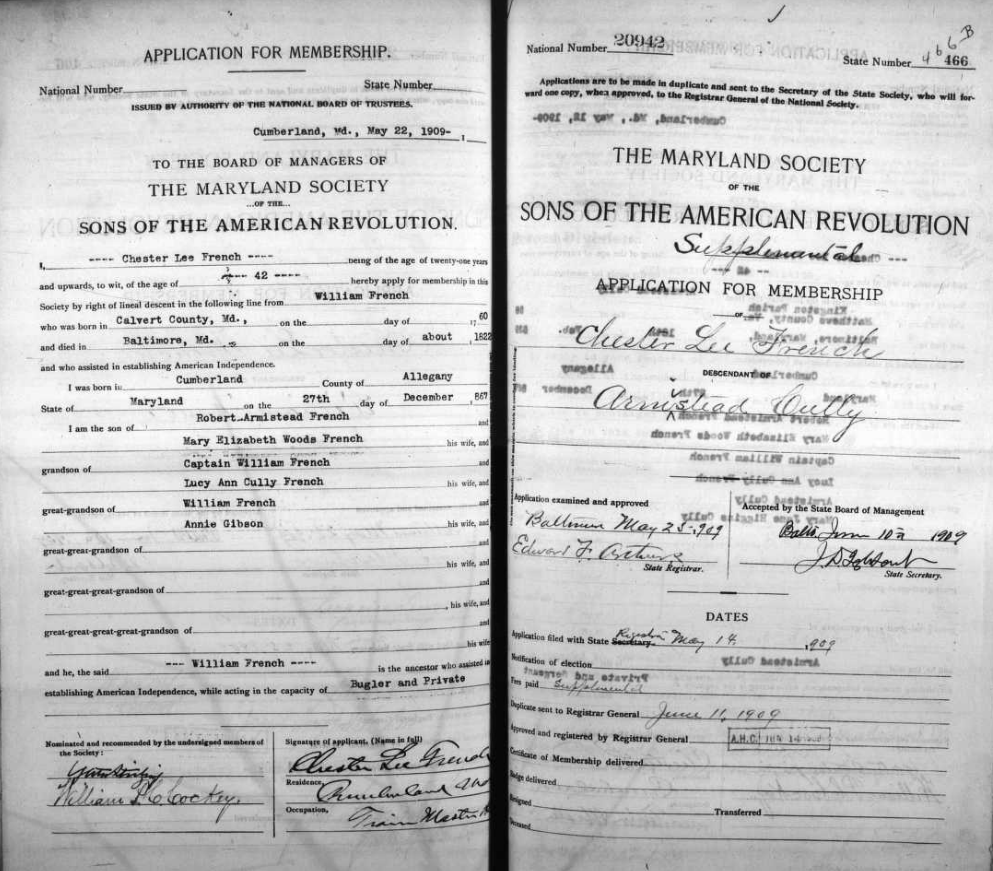 APPLICATION FOR MEMBERSHIP.
National Number State Number
ISSUED BY AUTHORITY OF THE NATIONAL BOARD OF TRUSTEES.
Cumberland, Md., May 22, 1909-
TO THE BOARD OF MANAGERS OF
THE MARYLAND SOCIETY
...OF THE...
SONS OF THE AMERICAN REVOLUTION.
I, ---- Chester Lee French ---- being of the age of twenty-one years
and upwards, to wit, of the age of ---- 42 ---- hereby apply for membership in this
Society by right of lineal descent in the following line from William French
who was born in Calvert County, Md., on the day of 1760
and died in Baltimore, Md. on the day of about 1822
and who assisted in establishing American Independence.
I was born in Cumberland County of Allegany
State of Maryland on the 27th day of December 867
I am the son of Robert Armistead French and
Mary Elizabeth Woods French his wife, and
grandson of Captain William French and
Lucy Ann Cully French his wife, and
great-grandson of William French and
Annie Gibson his wife, and
great-great-grandson of and
his wife, and
great-great-great-grandson of and
, his wife, and
great-great-great-great-grandson of and
his wife
and he, the said --- William French ---- is the ancestor who assisted in
establishing American Independence, while acting in the capacity of Bugler and Private
Nominated and recommended by the undersigned members of
the Society:
William H Cockey.
Signature of applicant. (Name in full)
Chester Lee French
Residence,
Cumberland Md
Occupation,
Train Master
National Number 20942 State Number 466 B
466
Applications are to be made in duplicate and sent to the Secretary of the State Society, who will for-
ward one copy, when approved, to the Registrar General of the National Society.
THE MARYLAND SOCIETY
OF THE
SONS OF THE AMERICAN REVOLUTION
Supplemental
APPLICATION FOR MEMBERSHIP
OF
Chester Lee French
DESCENDANT OF
Armistead Cully
Application examined and approved
Baltimore May 25 1909
State Registrar.
Accepted by the State Board of Management
Balto. June 10 1909
State Secretary.
DATES
Application filed with State Secretary Registrar May 14 1909
Notification of election
Fees paid Supplemental
Duplicate sent to Registrar General June 11, 1909
Approved and registered by Registrar General A.H.C.
Certificate of Membership delivered
Badge delivered
Resigned Transferred
Deceased